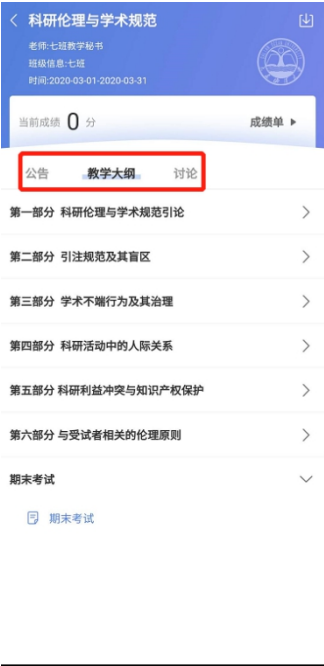 科研伦理与学术规范
老师:七班教学秘书
班级信息:七班
时间:2020-03-01-2020-03-31
当前成绩 0 分 成绩单
公告 教学大纲 讨论
第一部分 科研伦理与学术规范引论
第二部分 引注规范及其盲区
第三部分 学术不端行为及其治理
第四部分 科研活动中的人际关系
第五部分 科研利益冲突与知识产权保护
第六部分 与受试者相关的伦理原则
期末考试
期末考试